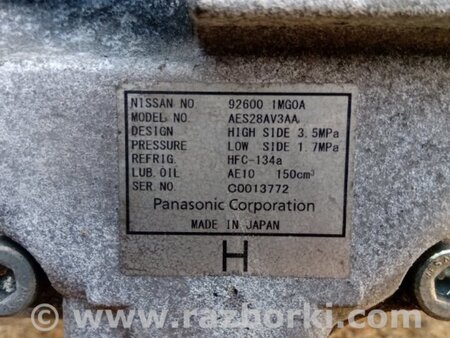 NISSAN NO. 92600 1MG0A
MODEL NO. AES28AV3AA
DESIGN HIGH SIDE 3.5MPa
PRESSURE LOW SIDE 1.7MPa
REFRIG. HFC-134a
LUB. OIL AE10 150cm³
SER NO. C0013772
Panasonic Corporation
MADE IN JAPAN
H
www.razborki.com